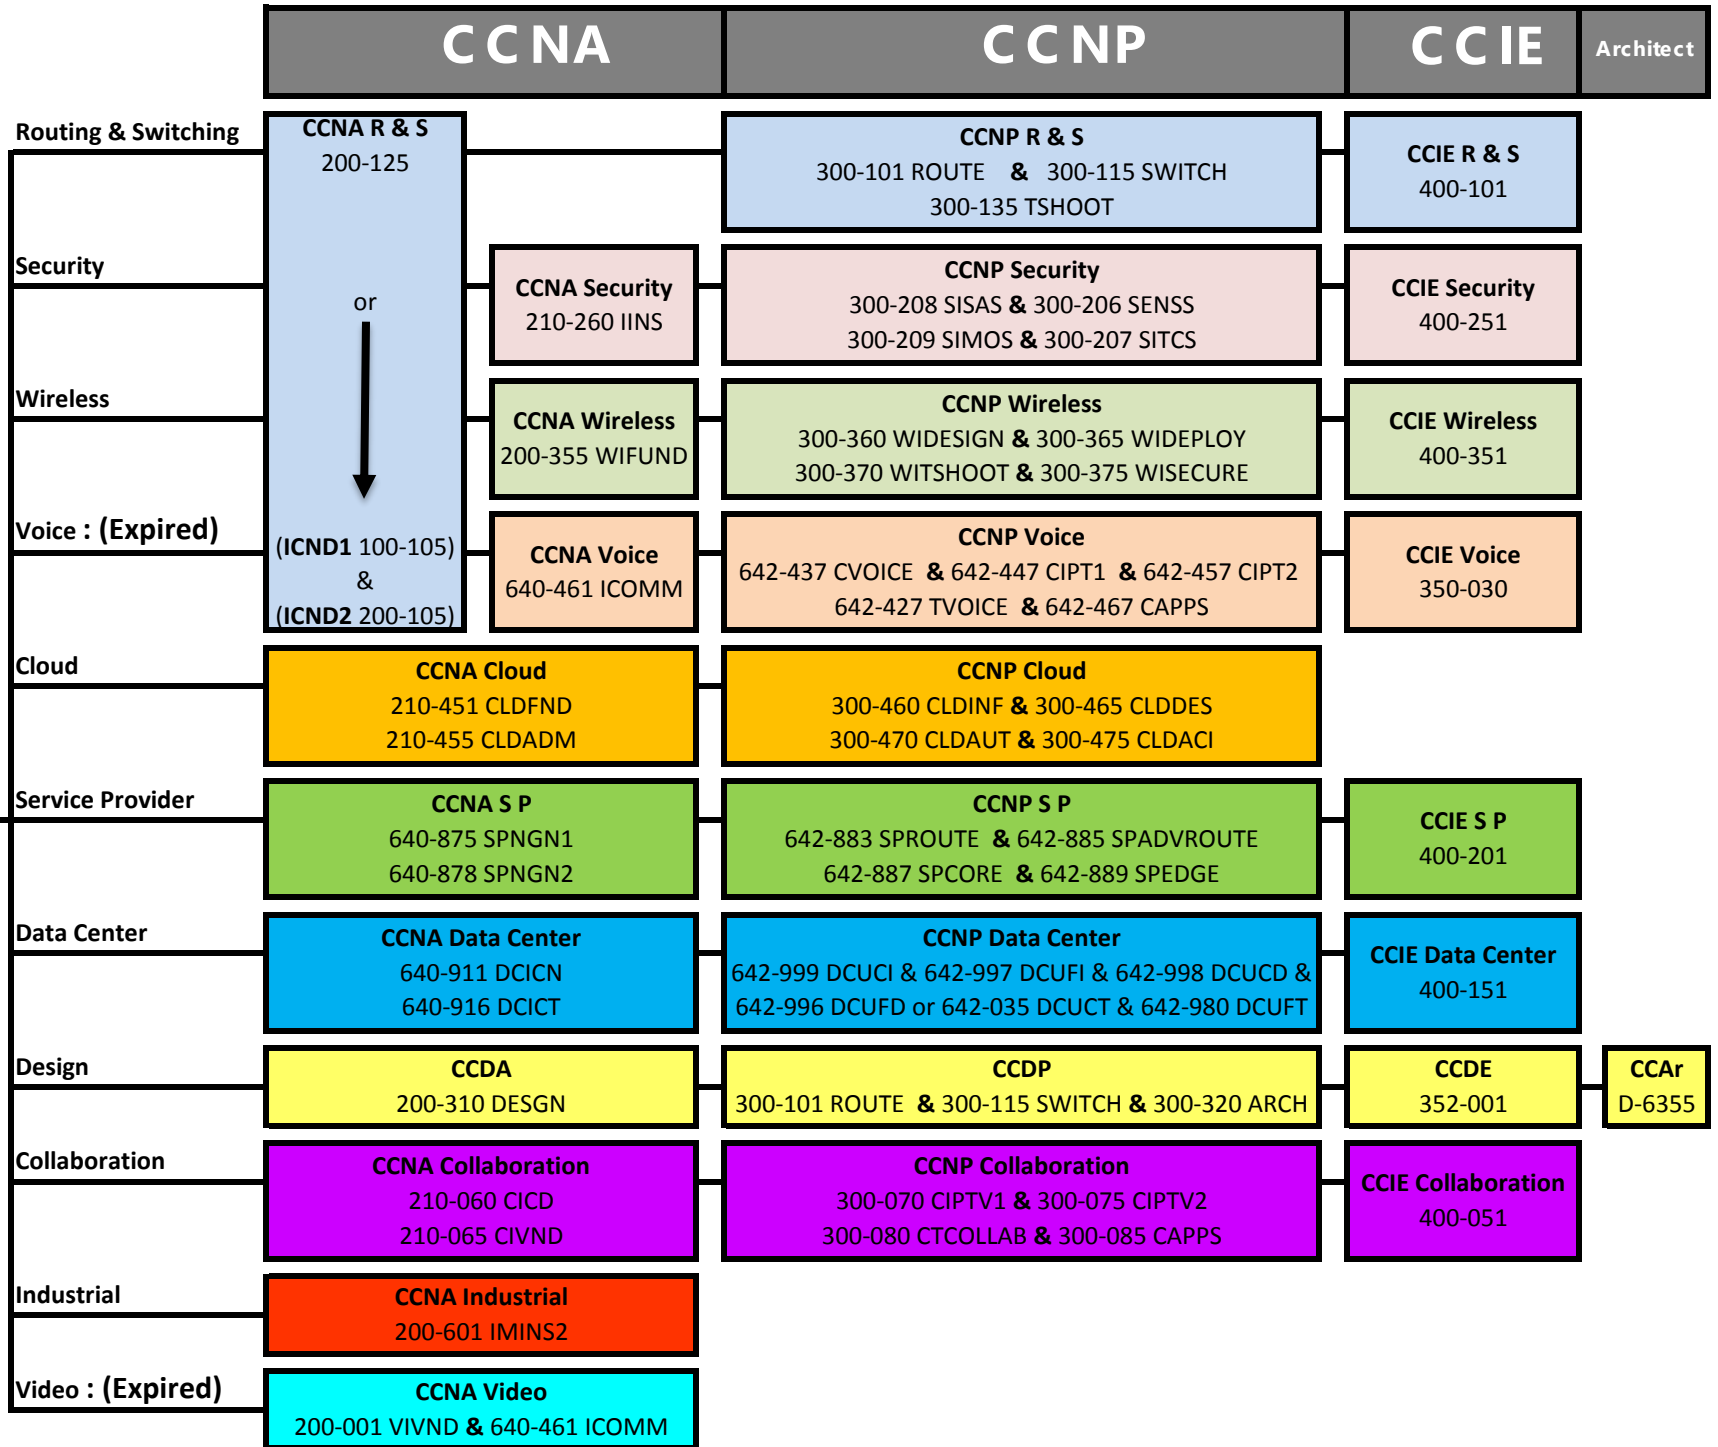 CCNA
CCNP
CCIE
Architect
Routing & Switching
CCNA R & S
200-125
or
(ICND1 100-105)
&
(ICND2 200-105)
CCNP R & S
300-101 ROUTE & 300-115 SWITCH
300-135 TSHOOT
CCIE R & S
400-101
Security
CCNA Security
210-260 IINS
CCNP Security
300-208 SISAS & 300-206 SENSS
300-209 SIMOS & 300-207 SITCS
CCIE Security
400-251
Wireless
CCNA Wireless
200-355 WIFUND
CCNP Wireless
300-360 WIDESIGN & 300-365 WIDEPLOY
300-370 WITSHOOT & 300-375 WISECURE
CCIE Wireless
400-351
Voice : (Expired)
CCNA Voice
640-461 ICOMM
CCNP Voice
642-437 CVOICE & 642-447 CIPT1 & 642-457 CIPT2
642-427 TVOICE & 642-467 CAPPS
CCIE Voice
350-030
Cloud
CCNA Cloud
210-451 CLDFND
210-455 CLDADM
CCNP Cloud
300-460 CLDINF & 300-465 CLDDES
300-470 CLDAUT & 300-475 CLDACI
Service Provider
CCNA S P
640-875 SPNGN1
640-878 SPNGN2
CCNP S P
642-883 SPROUTE & 642-885 SPADVROUTE
642-887 SPCORE & 642-889 SPEDGE
CCIE S P
400-201
Data Center
CCNA Data Center
640-911 DCICN
640-916 DCICT
CCNP Data Center
642-999 DCUCI & 642-997 DCUFI & 642-998 DCUCD &
642-996 DCUFD or 642-035 DCUCT & 642-980 DCUFT
CCIE Data Center
400-151
Design
CCDA
200-310 DESGN
CCDP
300-101 ROUTE & 300-115 SWITCH & 300-320 ARCH
CCDE
352-001
CCAr
D-6355
Collaboration
CCNA Collaboration
210-060 CICD
210-065 CIVND
CCNP Collaboration
300-070 CIPTV1 & 300-075 CIPTV2
300-080 CTCOLLAB & 300-085 CAPPS
CCIE Collaboration
400-051
Industrial
CCNA Industrial
200-601 IMINS2
Video : (Expired)
CCNA Video
200-001 VIVND & 640-461 ICOMM